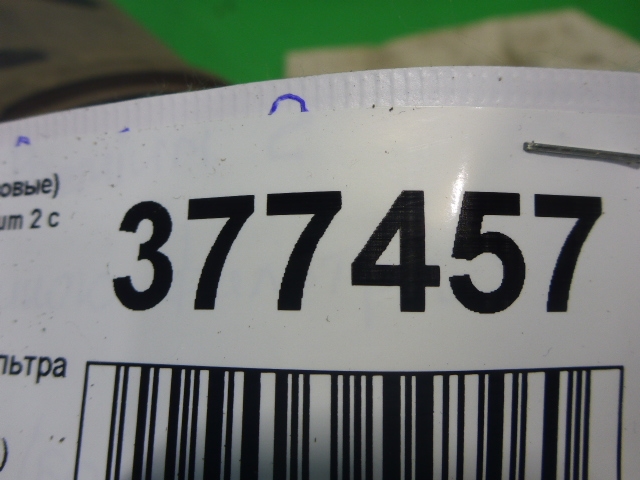 овые)
um 2 с
377457
льтра
)